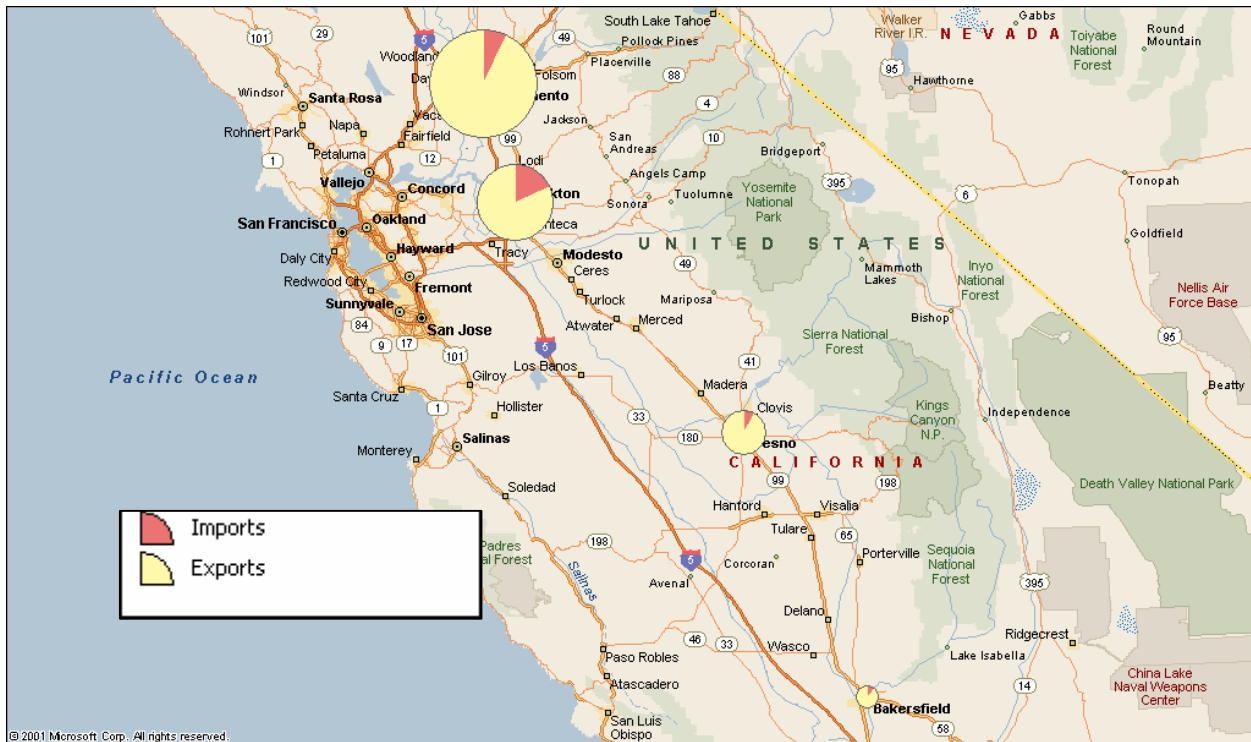 South Lake Tahoe
Walker
River I.R.
Gabbs
NEVADA
Toiyabe
National
Forest
Round
Mountain
101
29
5
49
Woodland
Pollock Pines
Placerville
Folsom
88
95
Hawthorne
Windsor
Santa Rosa
Napa
Rohnert Park
Petaluma
Fairfield
99
Jackson
4
San
Andreas
10
1
12
Lodi
Bridgeport
Vallejo
Concord
Angels Camp
Yosemite
National
Park
395
6
Tonopah
Sonora
Tuolumne
San Francisco
Oakland
Goldfield
UNITED STATES
Daly City
Hayward
Tracy
Modesto
Ceres
49
Mammoth
Lakes
Inyo
National
Forest
Redwood City
Fremont
Turlock
Mariposa
Nellis Air
Force Base
Sunnyvale
San Jose
Atwater
Merced
Bishop
84
9
17
101
5
Sierra National
Forest
95
Los Banos
41
Pacific Ocean
Gilroy
Madera
Beatty
Santa Cruz
1
Hollister
33
Clovis
Kings
Canyon
N.P.
Independence
Salinas
180
esno
CALIFORNIA
Monterey
99
198
Death Valley National Park
Soledad
Hanford
Visalia
Imports
Tulare
65
Padres
al Forest
198
5
Corcoran
Porterville
Sequoia
National
Forest
Exports
Salinas
Avenal
395
Delano
46
33
Wasco
Ridgecrest
Paso Robles
Lake Isabella
Atascadero
14
China Lake
Naval Weapons
Center
San Luis
Obispo
Bakersfield
58
© 2001 Microsoft Corp. All rights reserved.